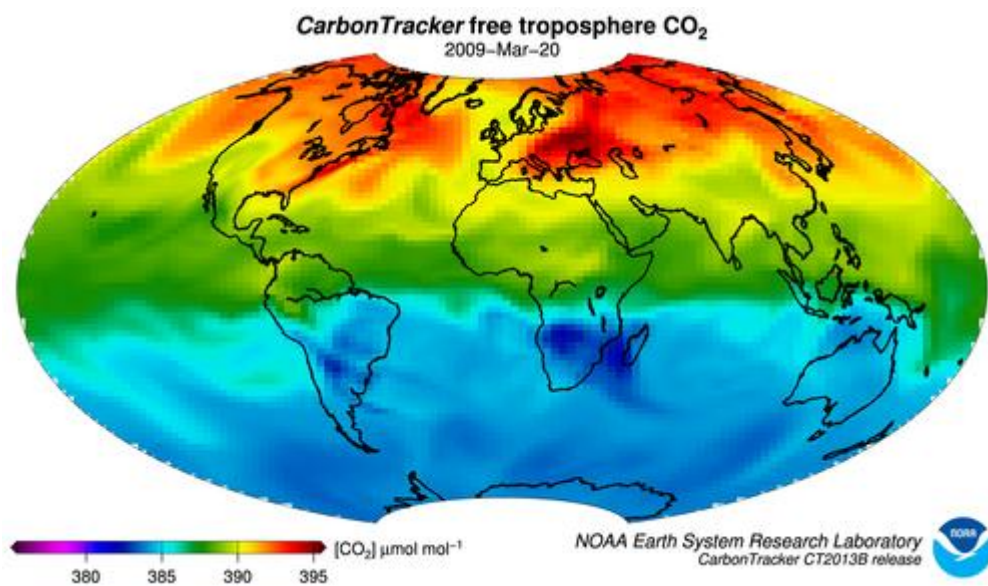 CarbonTracker free troposphere CO₂
2009−Mar−20
[CO₂] μmol mol⁻¹
380 385 390 395
NOAA Earth System Research Laboratory
CarbonTracker CT2013B release
NOAA